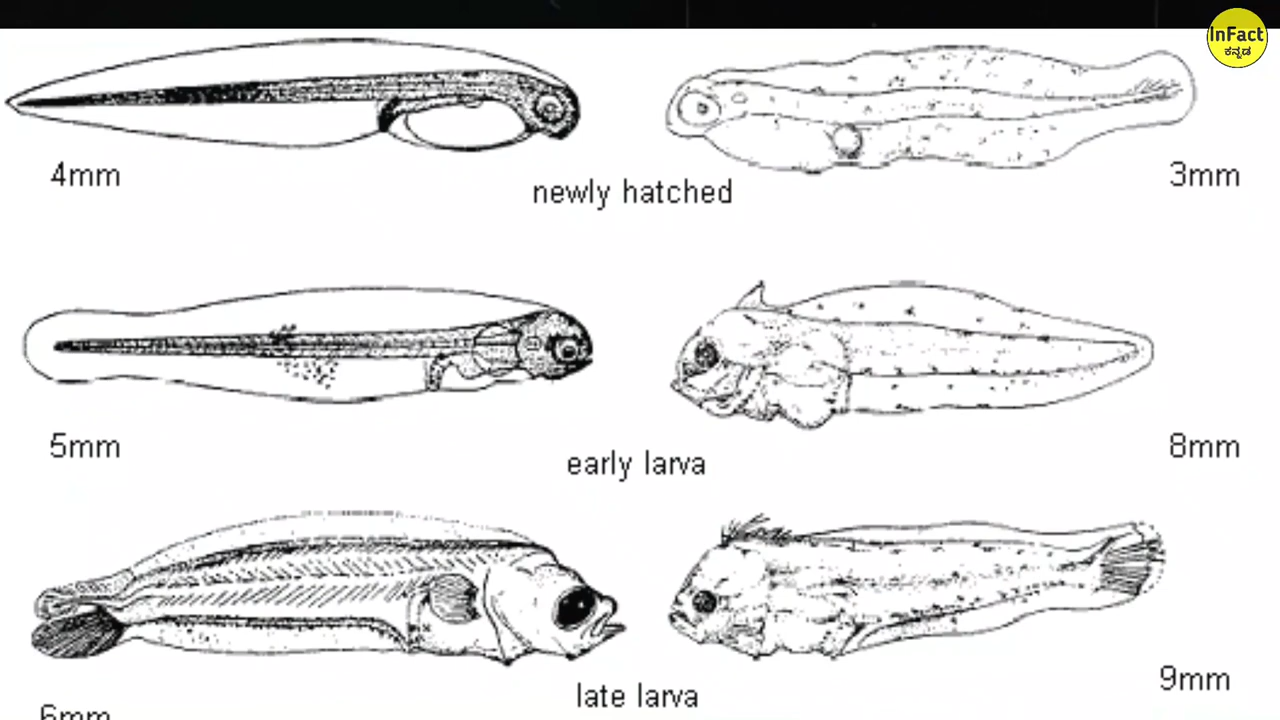 InFact
ಕನ್ನಡ
4mm
3mm
newly hatched
5mm
8mm
early larva
9mm
late larva
6mm